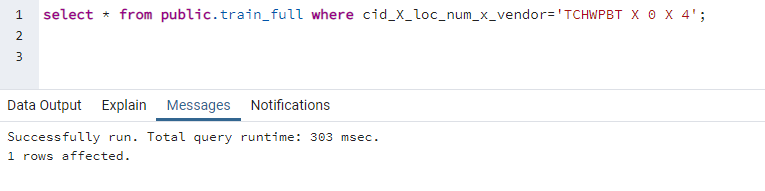 1 select * from public.train_full where cid_X_loc_num_x_vendor='TCHWPBT X 0 X 4';
2
3
Data Output Explain Messages Notifications
Successfully run. Total query runtime: 303 msec.
1 rows affected.